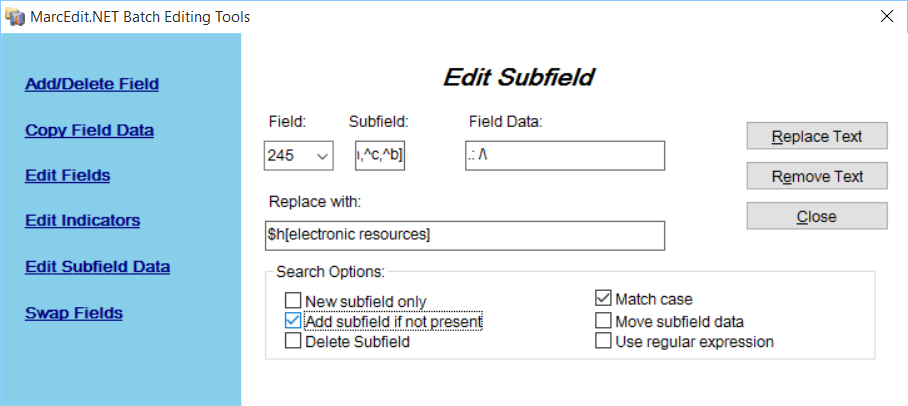 MarcEdit.NET Batch Editing Tools
Add/Delete Field
Copy Field Data
Edit Fields
Edit Indicators
Edit Subfield Data
Swap Fields
Edit Subfield
Field: Subfield: Field Data:
245 ,^c,^b] .: /\
Replace with:
$h[electronic resources]
Replace Text
Remove Text
Close
Search Options:
New subfield only
Add subfield if not present
Delete Subfield
Match case
Move subfield data
Use regular expression